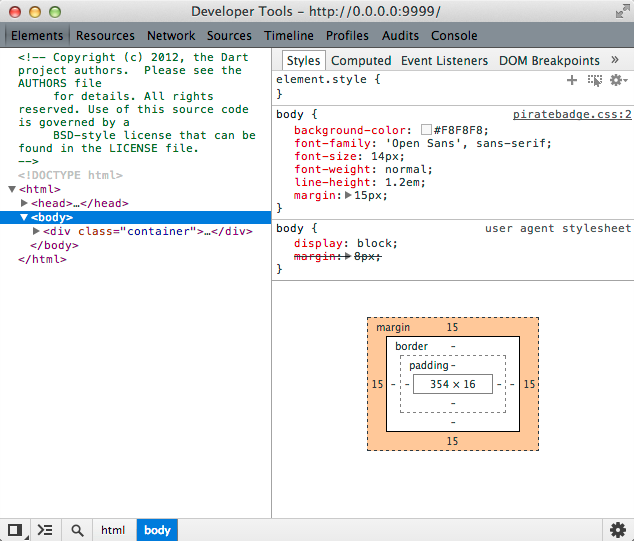 Developer Tools - http://0.0.0.0:9999/
Elements Resources Network Sources Timeline Profiles Audits Console
<!-- Copyright (c) 2012, the Dart
project authors.  Please see the
AUTHORS file
for details. All rights
reserved. Use of this source code
is governed by a
BSD-style license that can be
found in the LICENSE file.
-->
<!DOCTYPE html>
▼<html>
▶<head>…</head>
▼<body>
▶<div class="container">…</div>
</body>
</html>
Styles Computed Event Listeners DOM Breakpoints »
element.style {
}
body { piratebadge.css:2
background-color: #F8F8F8;
font-family: 'Open Sans', sans-serif;
font-size: 14px;
font-weight: normal;
line-height: 1.2em;
margin:▶15px;
}
body { user agent stylesheet
display: block;
margin:▶8px;
}
margin 15
border -
padding -
15 - - 354 × 16 - - 15
-
-
15
html body